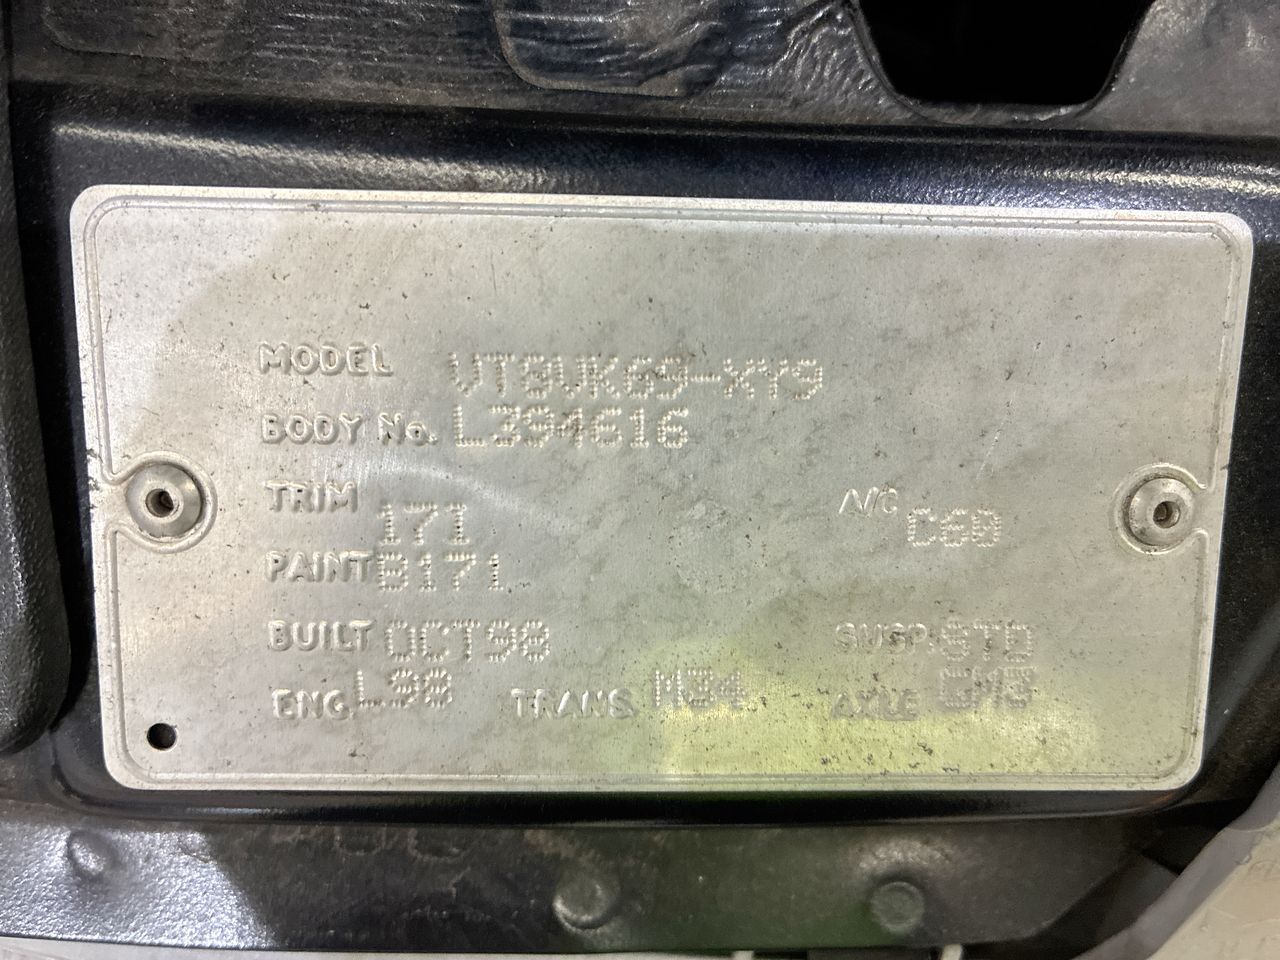 MODEL VT8VK69-XY9
BODY No. L394616
TRIM 17I
A/C C60
PAINT B171
BUILT OCT98
SUSP. STD
ENG. L98 TRANS. M34 AXLE